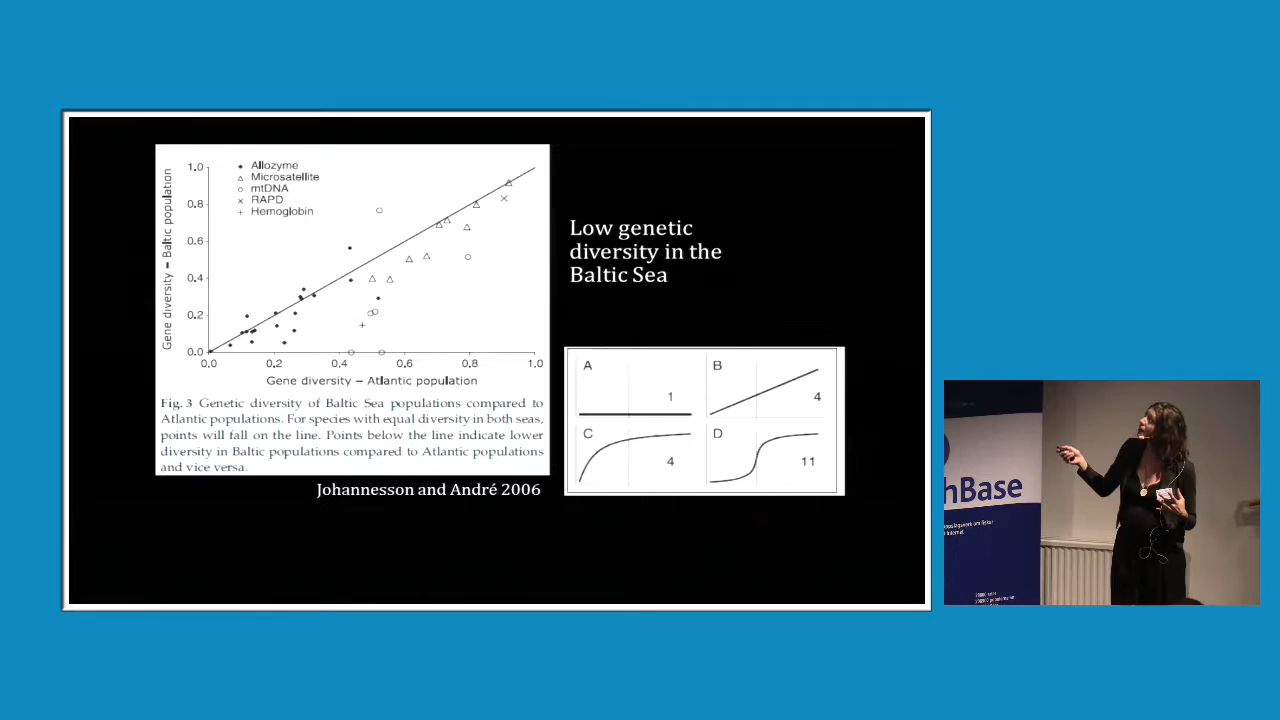 1.0
0.8
0.6
0.4
0.2
0.0
Gene diversity – Baltic population
Allozyme
Microsatellite
mtDNA
RAPD
Hemoglobin
0.0 0.2 0.4 0.6 0.8 1.0
Gene diversity – Atlantic population
Fig. 3 Genetic diversity of Baltic Sea populations compared to
Atlantic populations. For species with equal diversity in both seas,
points will fall on the line. Points below the line indicate lower
diversity in Baltic populations compared to Atlantic populations
and vice versa.
Johannesson and André 2006
Low genetic
diversity in the
Baltic Sea
A 1
B 4
C 4
D 11
hBase